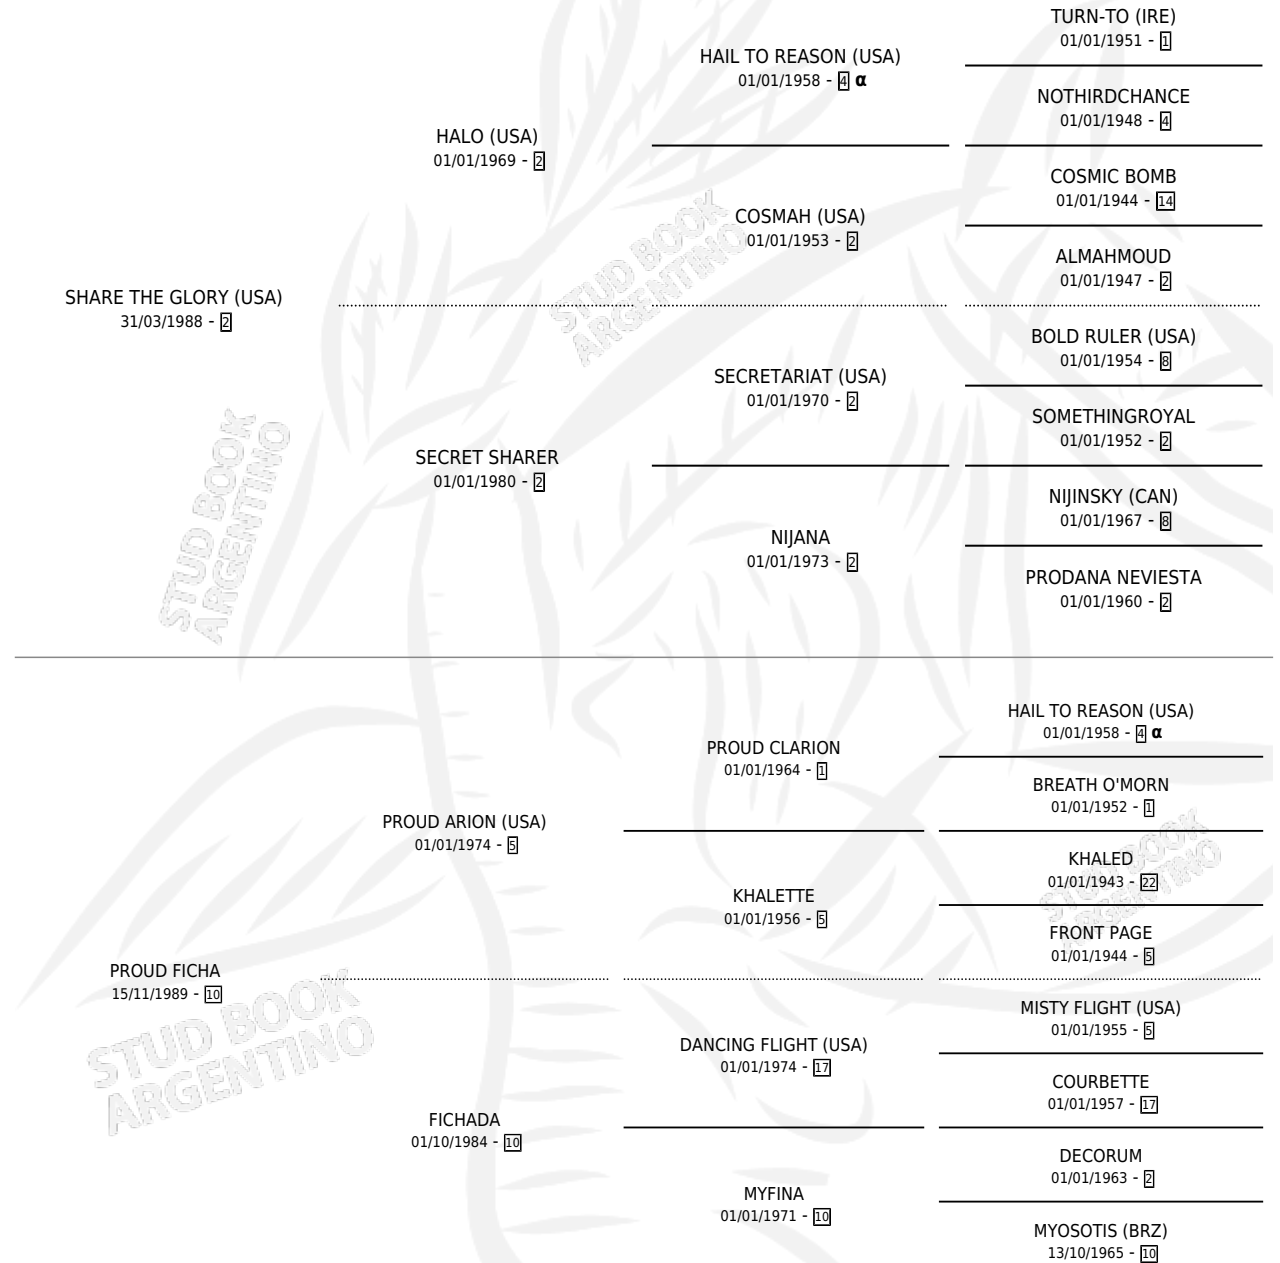 TURN-TO (IRE)
01/01/1951 - 1
HAIL TO REASON (USA)
01/01/1958 - 4 α
NOTHIRDCHANCE
01/01/1948 - 4
HALO (USA)
01/01/1969 - 2
COSMIC BOMB
01/01/1944 - 14
COSMAH (USA)
01/01/1953 - 2
ALMAHMOUD
01/01/1947 - 2
SHARE THE GLORY (USA)
31/03/1988 - 2
BOLD RULER (USA)
01/01/1954 - 8
SECRETARIAT (USA)
01/01/1970 - 2
SOMETHINGROYAL
01/01/1952 - 2
SECRET SHARER
01/01/1980 - 2
NIJINSKY (CAN)
01/01/1967 - 8
NIJANA
01/01/1973 - 2
PRODANA NEVIESTA
01/01/1960 - 2
STUD BOOK
ARGENTINO
STUD BOOK
ARGENTINO
HAIL TO REASON (USA)
01/01/1958 - 4 α
PROUD CLARION
01/01/1964 - 1
BREATH O'MORN
01/01/1952 - 1
PROUD ARION (USA)
01/01/1974 - 5
KHALED
01/01/1943 - 22
KHALETTE
01/01/1956 - 5
FRONT PAGE
01/01/1944 - 5
PROUD FICHA
15/11/1989 - 10
MISTY FLIGHT (USA)
01/01/1955 - 5
DANCING FLIGHT (USA)
01/01/1974 - 17
COURBETTE
01/01/1957 - 17
FICHADA
01/10/1984 - 10
DECORUM
01/01/1963 - 2
MYFINA
01/01/1971 - 10
MYOSOTIS (BRZ)
13/10/1965 - 10
STUD BOOK
ARGENTINO
STUD BOOK
ARGENTINO